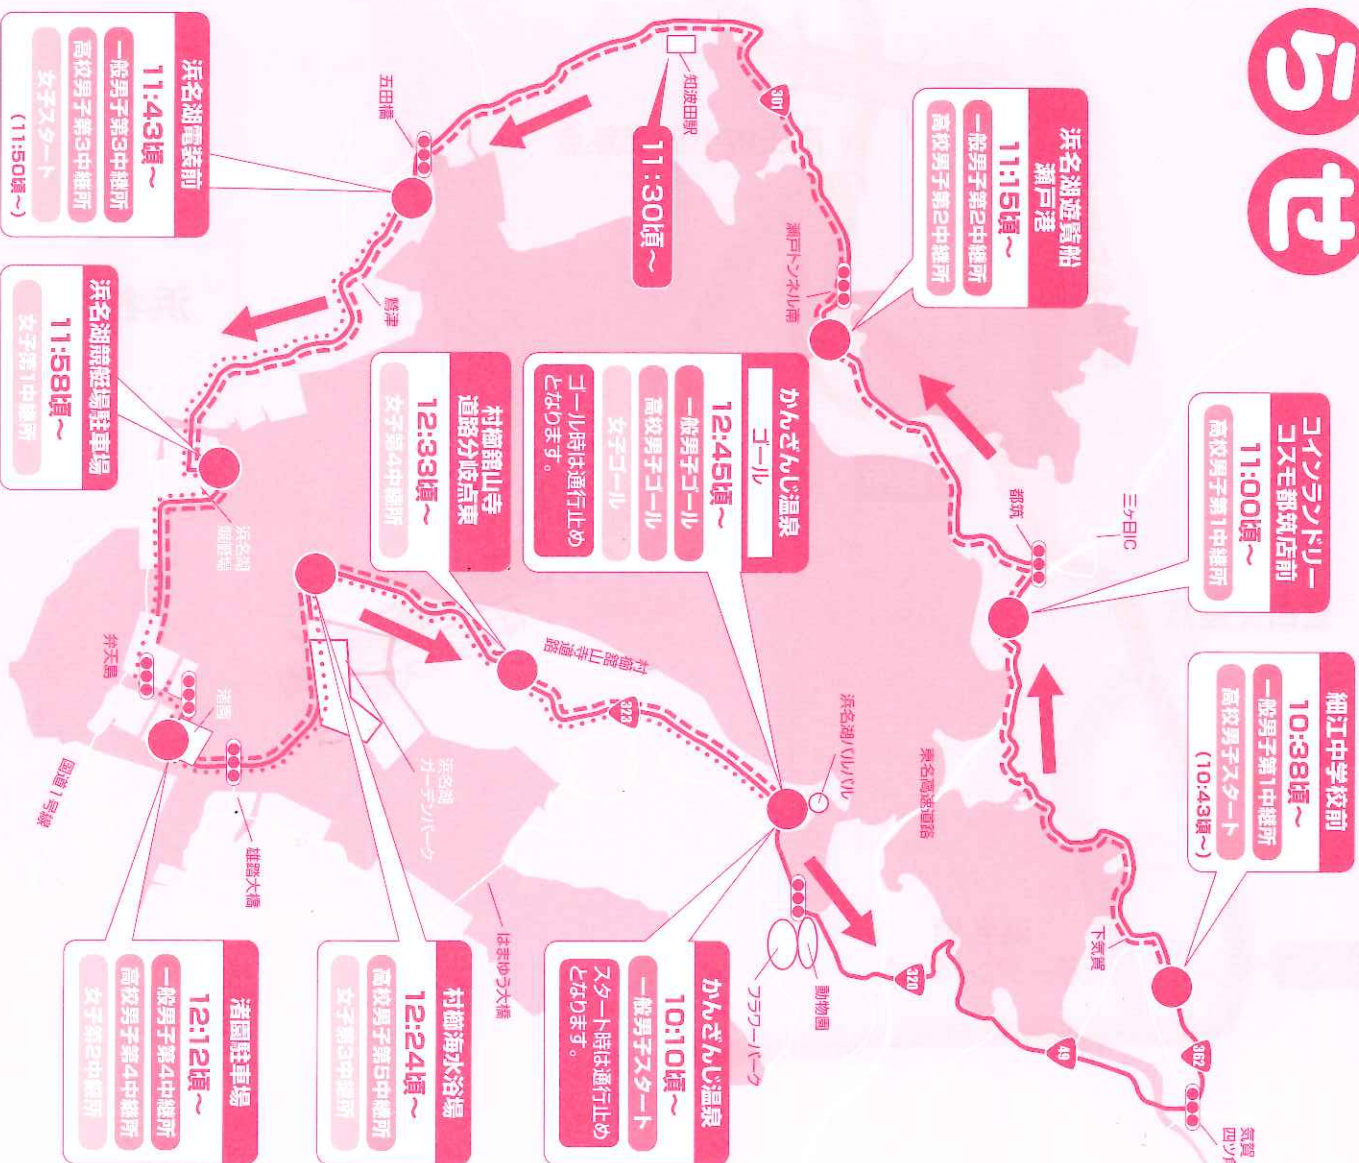 らせ
細江中学校前
10:38頃～
一般男子第1中継所
高校男子スタート
(10:43頃～)
コインランドリー
コスモ都筑店前
11:00頃～
高校男子第1中継所
浜名湖遊覧船
瀬戸港
11:15頃～
一般男子第2中継所
高校男子第2中継所
11:30頃～
浜名湖電装前
11:43頃～
一般男子第3中継所
高校男子第3中継所
女子スタート
(11:50頃～)
浜名湖競艇場駐車場
11:58頃～
女子第1中継所
かんざんじ温泉
ゴール
12:45頃～
一般男子ゴール
高校男子ゴール
女子ゴール
ゴール時は通行止め
となります。
村櫛舘山寺
道路分岐点東
12:33頃～
女子第4中継所
かんざんじ温泉
10:10頃～
一般男子スタート
スタート時は通行止め
となります。
村櫛海水浴場
12:24頃～
高校男子第5中継所
女子第3中継所
渚園駐車場
12:12頃～
一般男子第4中継所
高校男子第4中継所
女子第2中継所
三ヶ日IC
都筑
瀬戸トンネル南
301
知波田駅
五田橋
鷲津
浜名湖
競艇場
弁天島
渚園
国道1号線
雄踏大橋
浜名湖
ガーデンパーク
はまゆう大橋
村櫛舘山寺道路
323
浜名湖パルパル
東名高速道路
動物園
フラワーパーク
320
49
362
下気賀
気賀